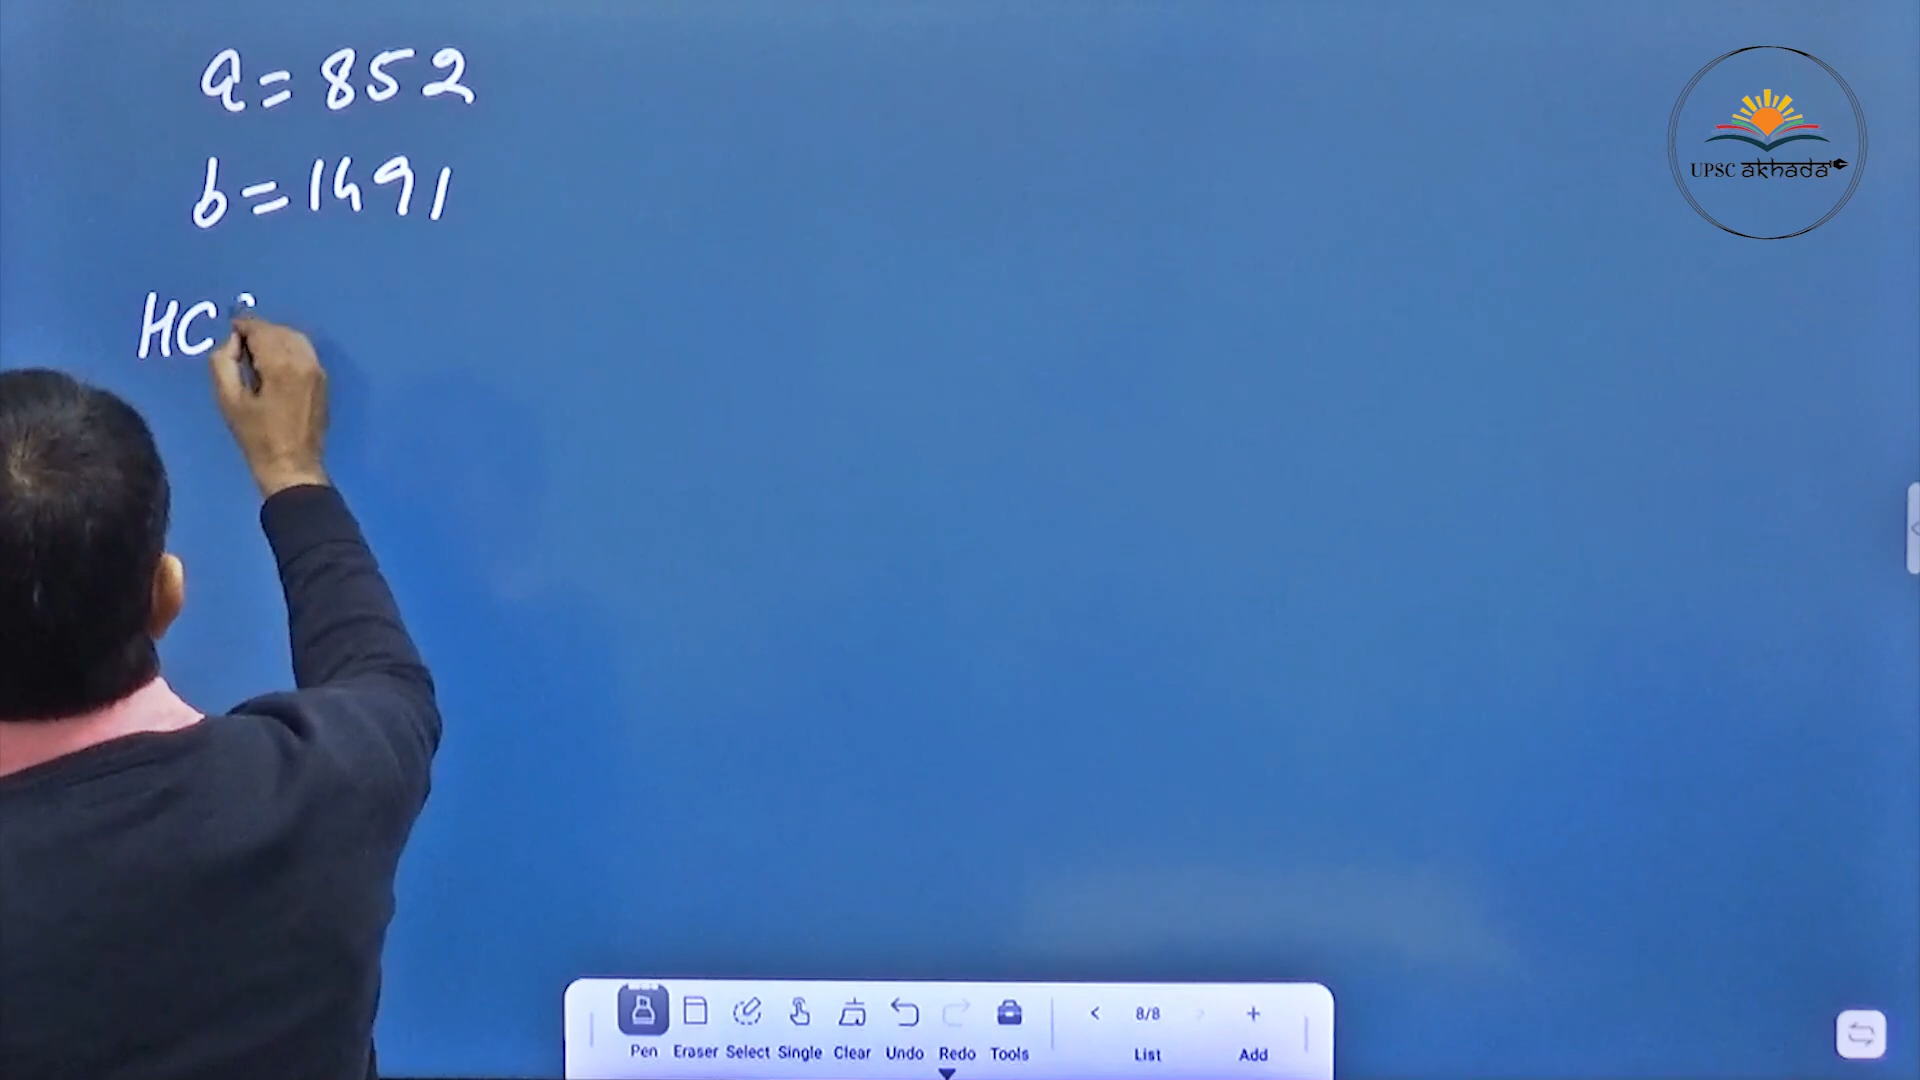 a = 852
b = 1491
HC
UPSC akhada
Pen Eraser Select Single Clear Undo Redo Tools 8/8 List Add